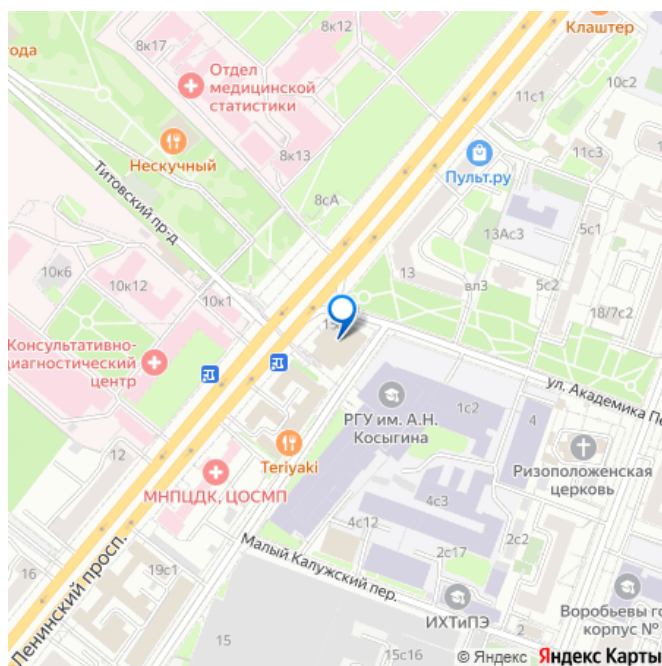 Клаштер
8к12
8к17
года
Отдел
медицинской
статистики
10с2
11с1
8к13
Нескучный
11с3
Пульт.ру
Титовский пр-д
8сА
13Ас3
5с1
10к6
10к12
10к1
13
вл3
5с2
18/7с2
Консультативно-
диагностический
центр
ул. Академика Пе
РГУ им. А.Н.
Косыгина
1с2
4
Ризоположенская
церковь
Teriyaki
12
МНПЦДК, ЦОСМП
4с3
4с12
2с2
2с17
Малый Калужский пер.
Ленинский просп.
16
19с1
ИХТиПЭ
Воробьевы го
корпус №
15
15с16
2
© Яндекс Яндекс Карты